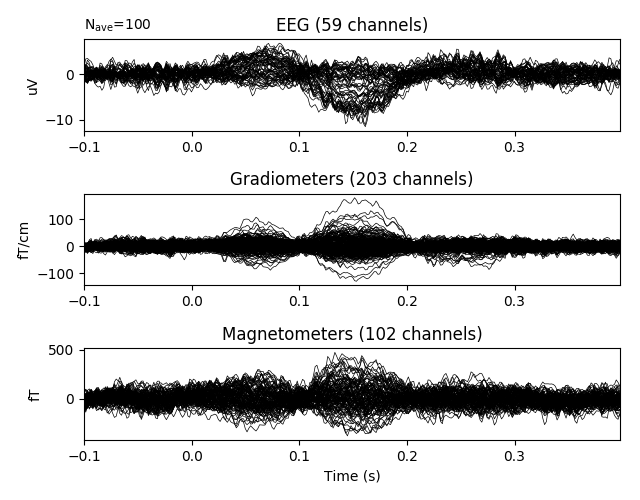 Nave=100
EEG (59 channels)
0
−10
uV
−0.1 0.0 0.1 0.2 0.3
Gradiometers (203 channels)
100
0
−100
fT/cm
−0.1 0.0 0.1 0.2 0.3
Magnetometers (102 channels)
500
0
fT
−0.1 0.0 0.1 0.2 0.3
Time (s)